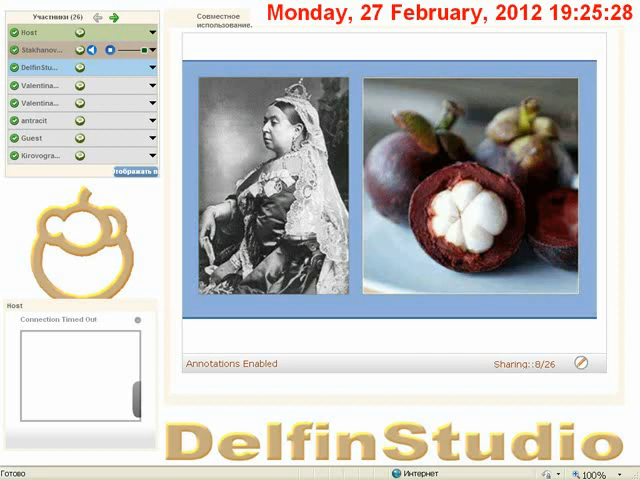 Monday, 27 February, 2012 19:25:28
Участники (26)
Совместное
использование.
Host
Stakhanov...
DelfinStu...
Valentina...
Valentina...
antracit
Guest
Kirovogra...
отображать в
Host
Connection Timed Out
Annotations Enabled
Sharing::8/26
DelfinStudio
Готово
Интернет
100%